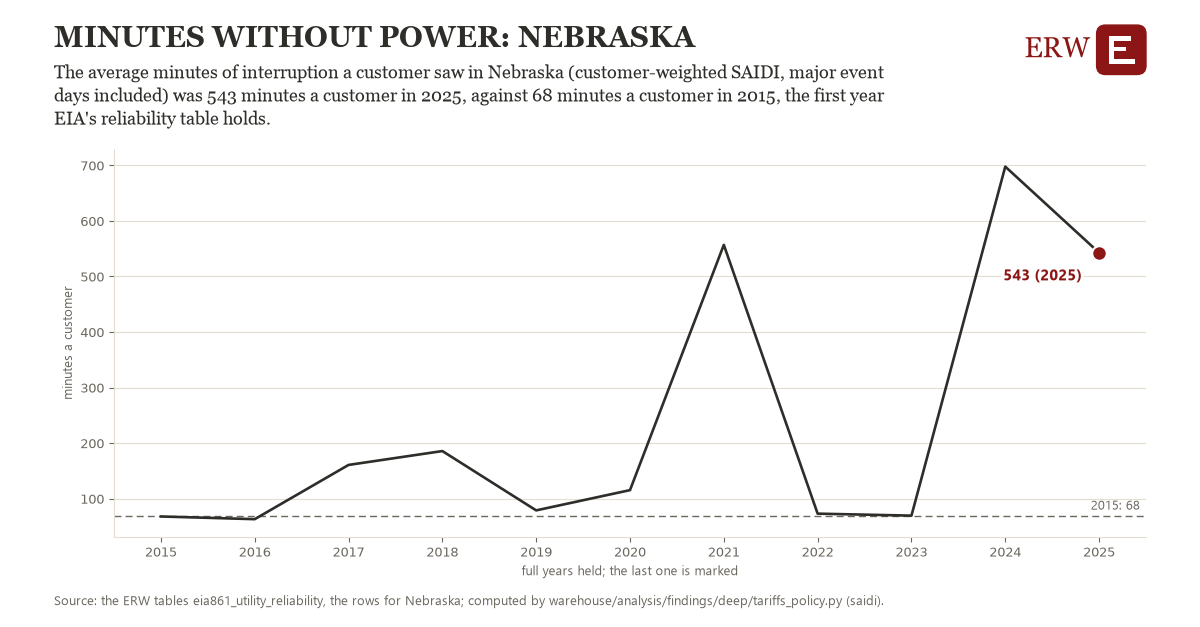 MINUTES WITHOUT POWER: NEBRASKA
ERW E
The average minutes of interruption a customer saw in Nebraska (customer-weighted SAIDI, major event
days included) was 543 minutes a customer in 2025, against 68 minutes a customer in 2015, the first year
EIA's reliability table holds.
minutes a customer
700
600
500
400
300
200
100
543 (2025)
2015: 68
2015 2016 2017 2018 2019 2020 2021 2022 2023 2024 2025
full years held; the last one is marked
Source: the ERW tables eia861_utility_reliability, the rows for Nebraska; computed by warehouse/analysis/findings/deep/tariffs_policy.py (saidi).